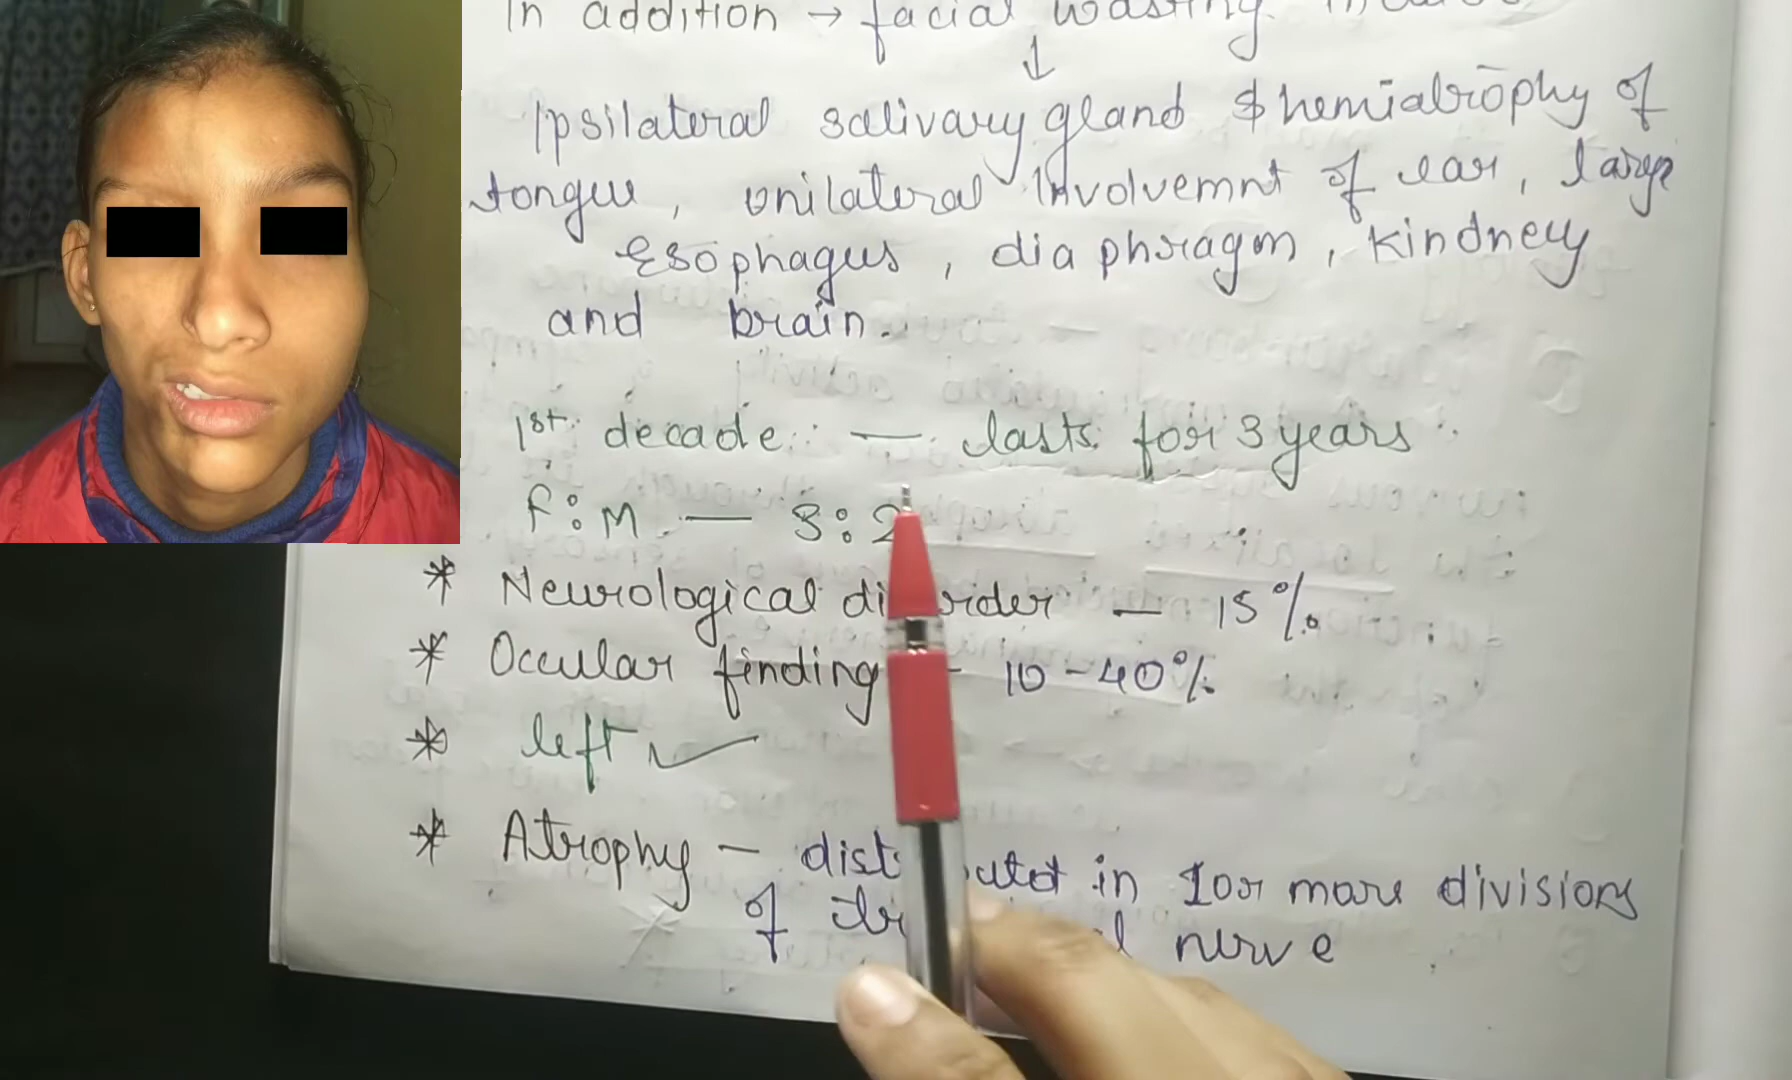 In addition → facial wasting
↓
Ipsilateral salivary gland & hemiatrophy of
tongue, unilateral Involvemnt of ear, large
Esophagus, diaphragm, kindney
and brain.
1st decade — lasts for 3 years
F:M — 3:2
* Neurological disorder — 15%
* Occular finding - 10-40%
* left ✓
* Atrophy - in 1 or more divisions
of nerve